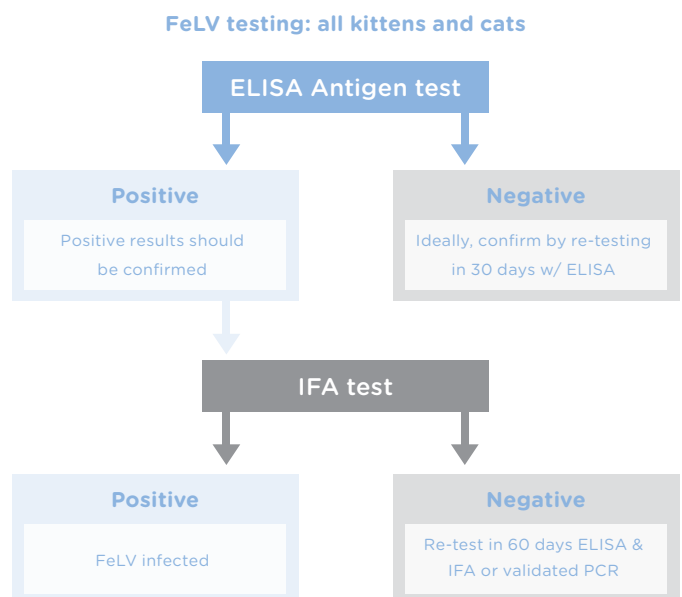 FeLV testing: all kittens and cats
ELISA Antigen test
Positive
Positive results should
be confirmed
Negative
Ideally, confirm by re-testing
in 30 days w/ ELISA
IFA test
Positive
FeLV infected
Negative
Re-test in 60 days ELISA &
IFA or validated PCR